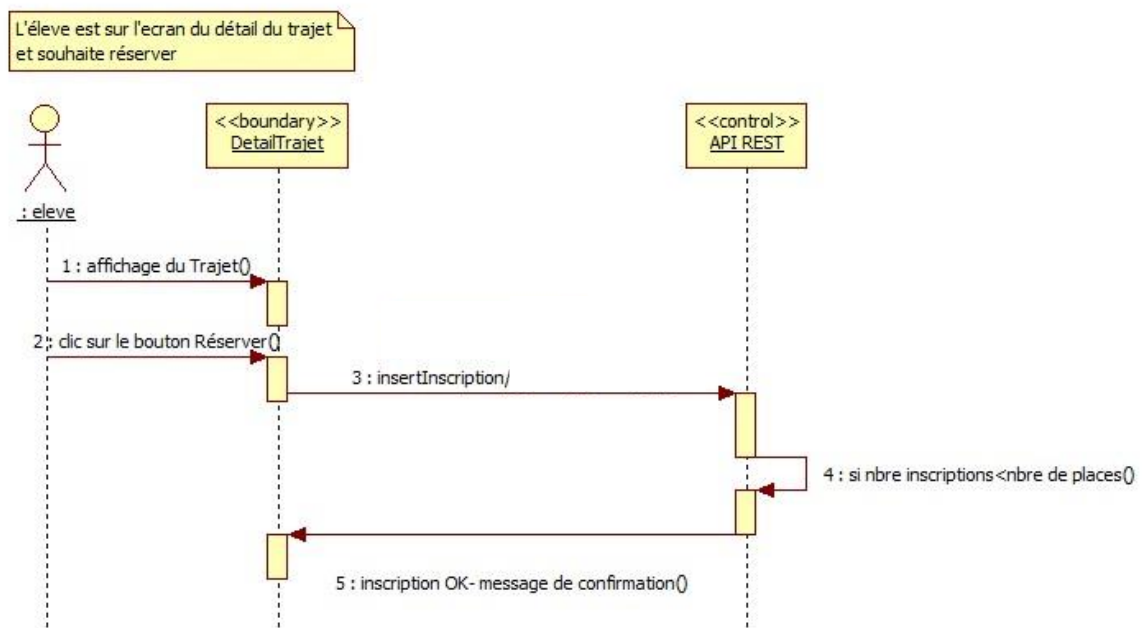 L'éleve est sur l'ecran du détail du trajet
et souhaite réserver
<<boundary>>
DetailTrajet
<<control>>
API REST
: eleve
1 : affichage du Trajet()
2 : clic sur le bouton Réserver()
3 : insertInscription/
4 : si nbre inscriptions<nbre de places()
5 : inscription OK- message de confirmation()